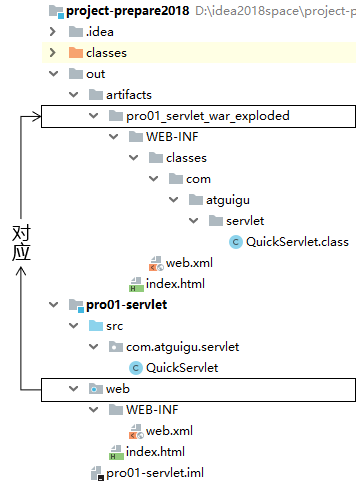 project-prepare2018 D:\idea2018space\project-p
.idea
classes
out
artifacts
pro01_servlet_war_exploded
WEB-INF
classes
com
atguigu
servlet
QuickServlet.class
web.xml
index.html
对应
pro01-servlet
src
com.atguigu.servlet
QuickServlet
web
WEB-INF
web.xml
index.html
pro01-servlet.iml